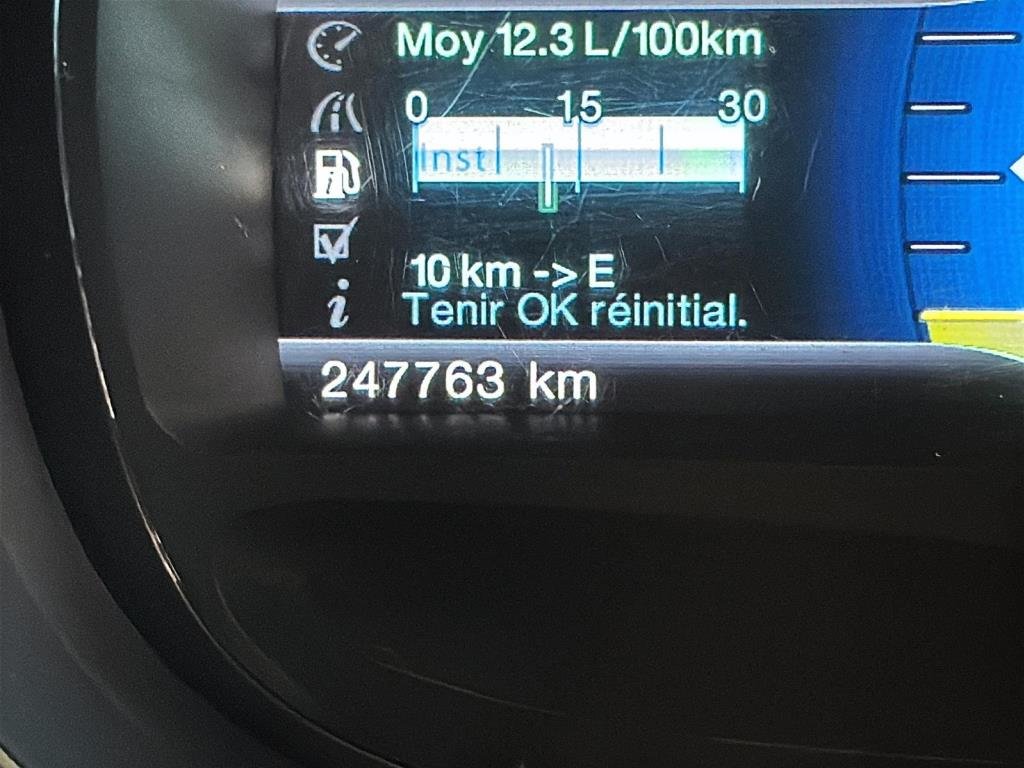 Moy 12.3 L/100km
0 15 30
Inst
10 km -> E
Tenir OK réinitial.
247763 km